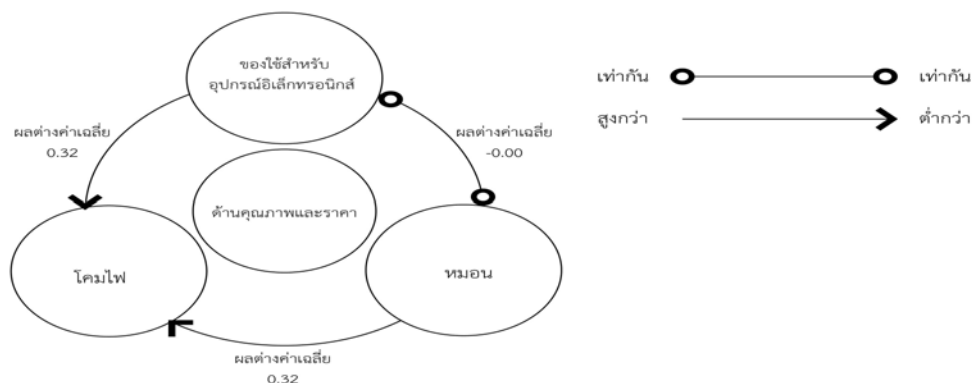 ของใช้สำหรับ
อุปกรณ์อิเล็กทรอนิกส์
เท่ากัน
เท่ากัน
สูงกว่า
ต่ำกว่า
ผลต่างค่าเฉลี่ย
0.32
ผลต่างค่าเฉลี่ย
-0.00
ด้านคุณภาพและราคา
โคมไฟ
หมอน
ผลต่างค่าเฉลี่ย
0.32